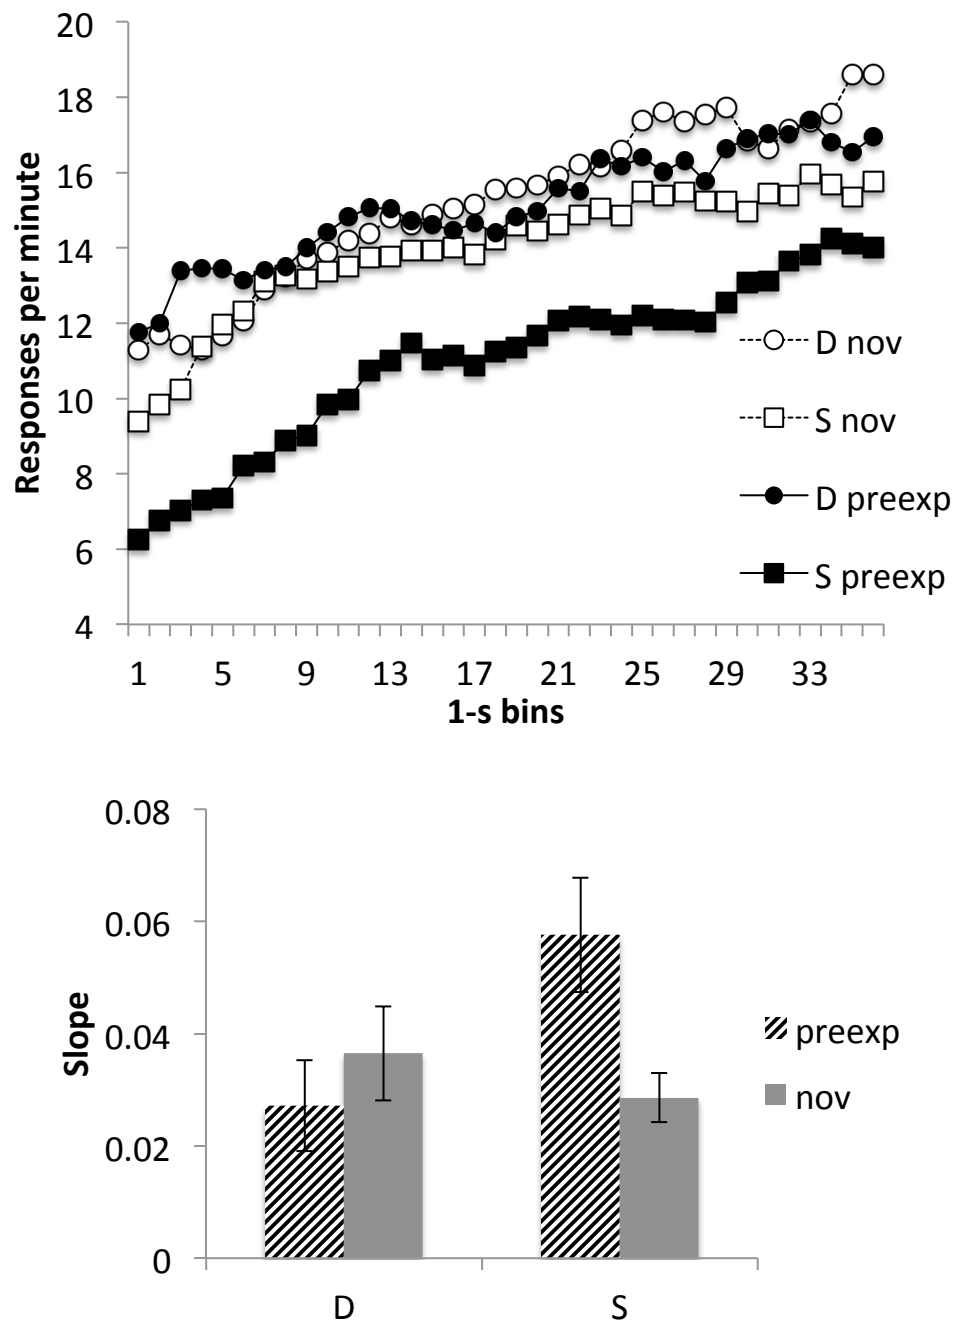 20
18
16
14
12
10
8
6
4
Responses per minute
D nov
S nov
D preexp
S preexp
1 5 9 13 17 21 25 29 33
1-s bins
0.08
0.06
0.04
0.02
0
Slope
preexp
nov
D S